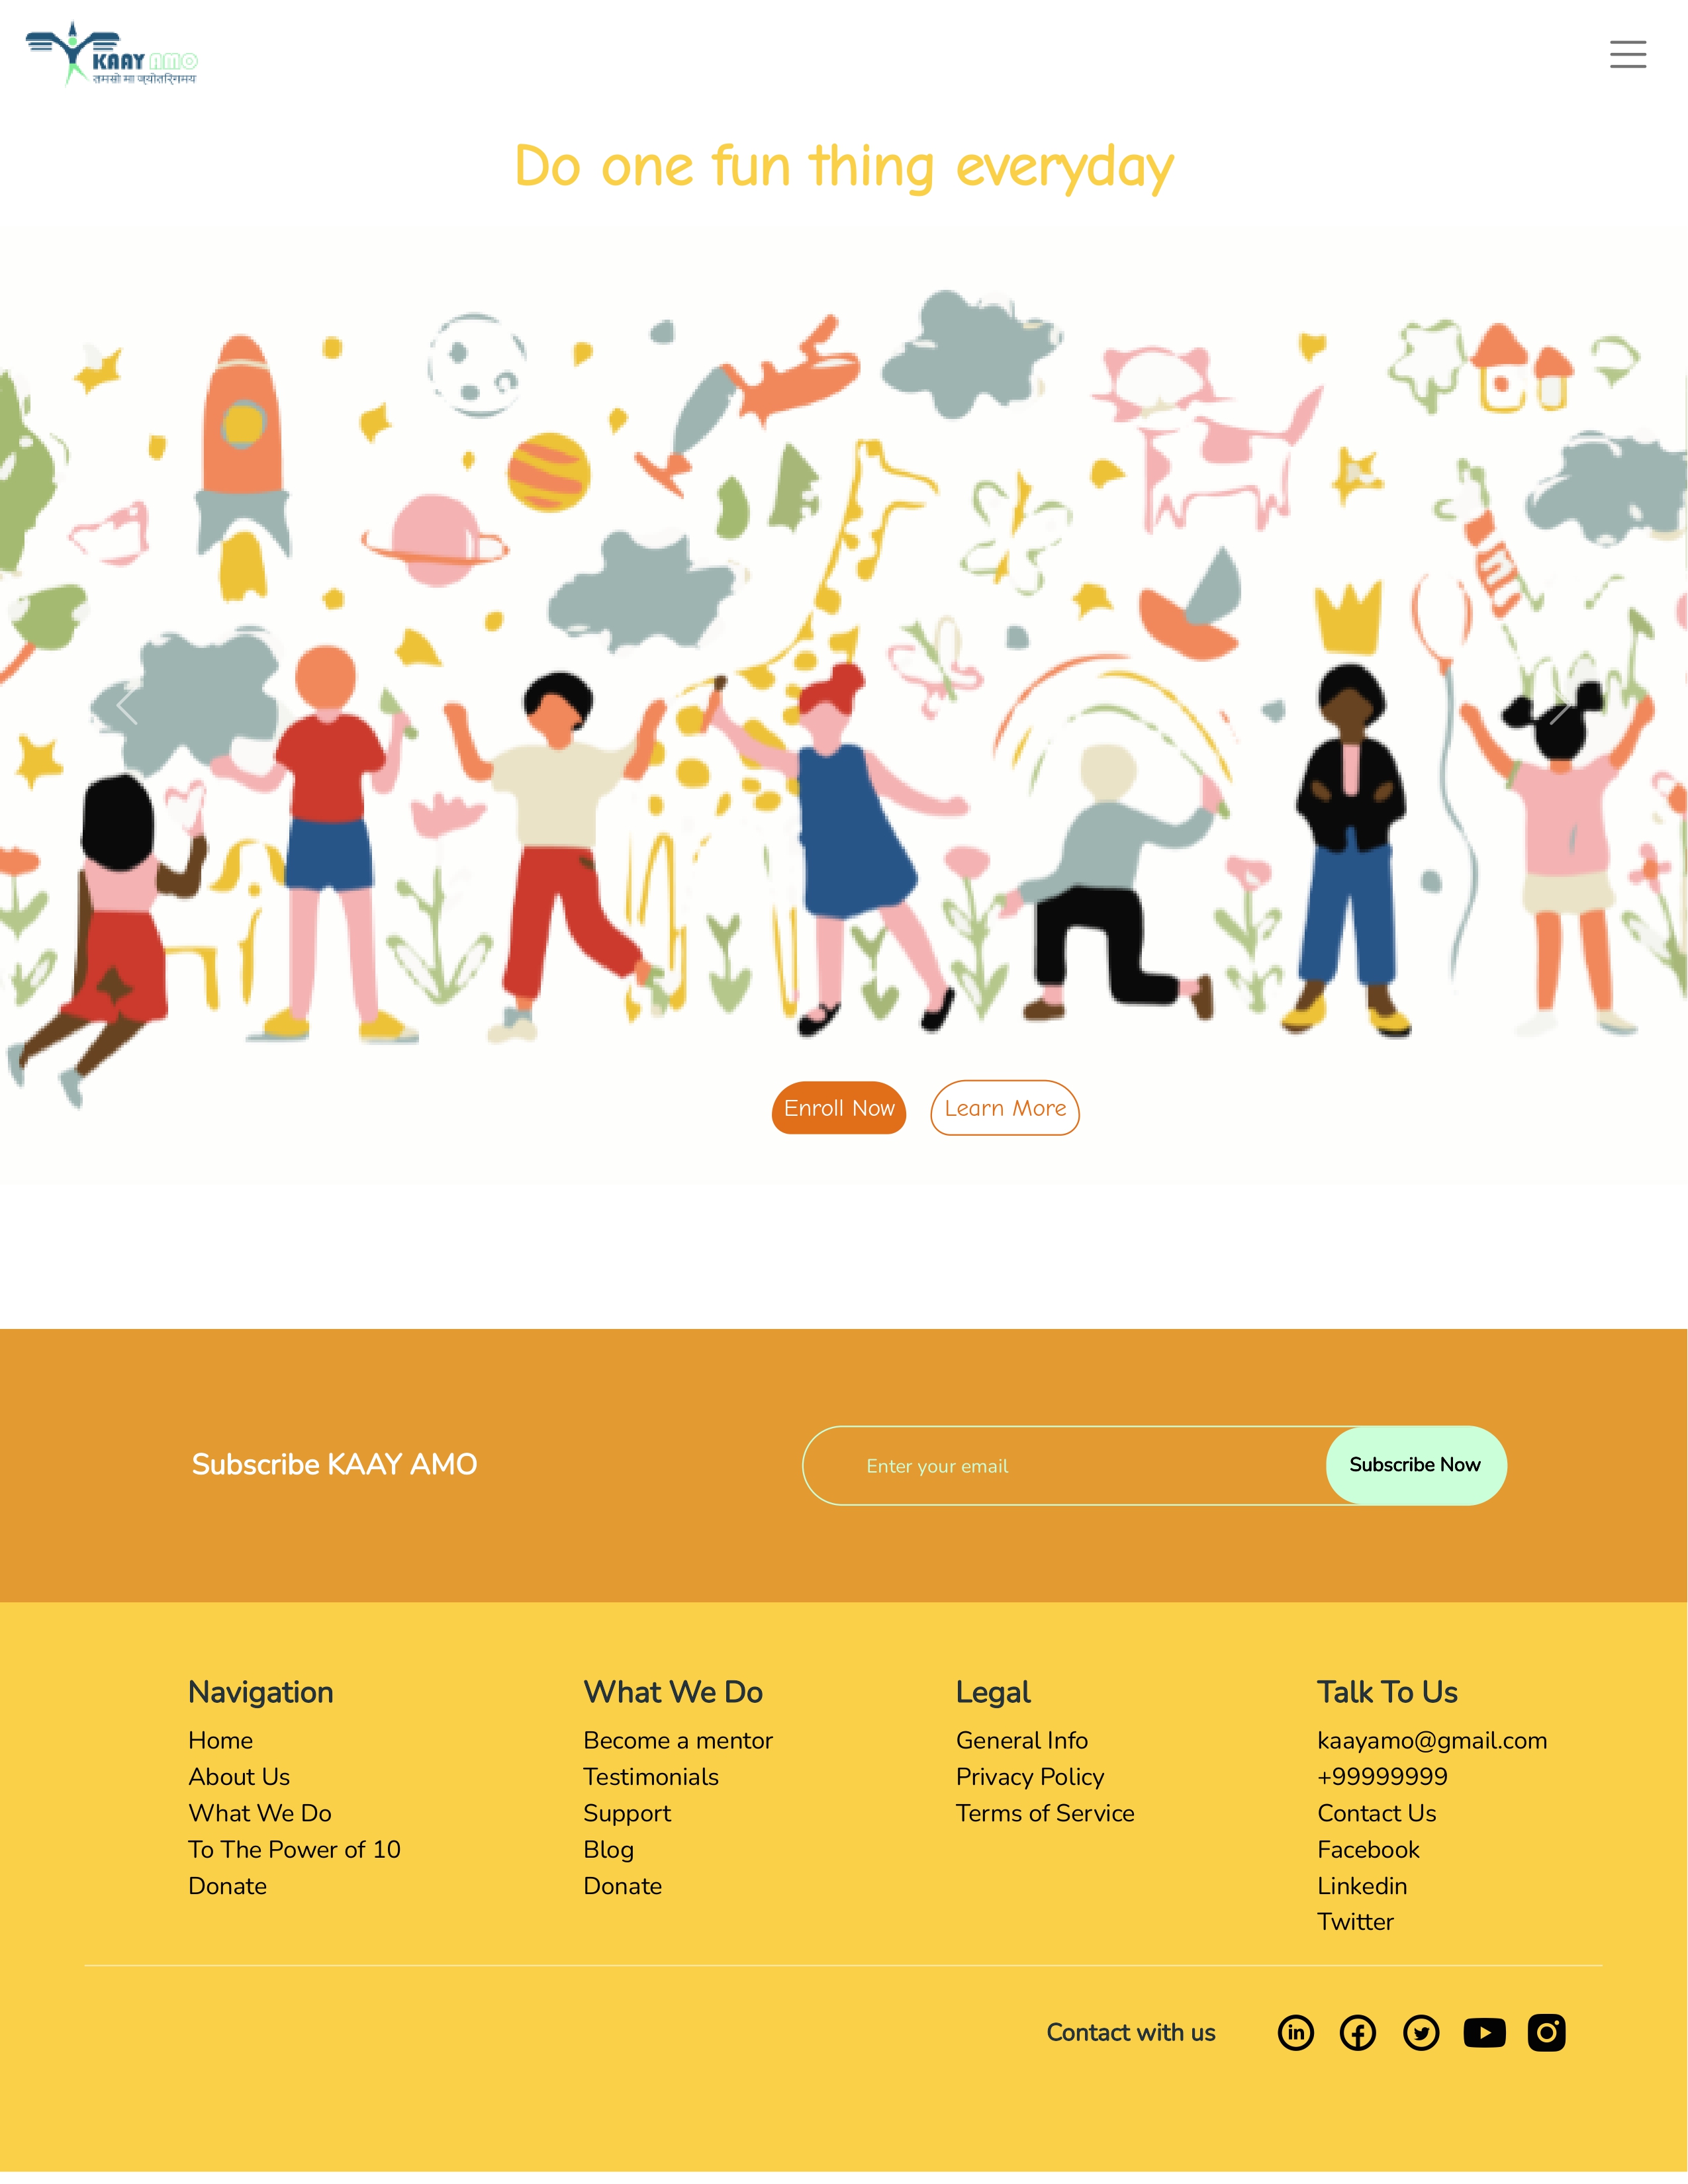 KAAY AMO
तमसो मा ज्योतिर्गमय
Do one fun thing everyday
Enroll Now
Learn More
Subscribe KAAY AMO
Enter your email
Subscribe Now
Navigation
Home
About Us
What We Do
To The Power of 10
Donate
What We Do
Become a mentor
Testimonials
Support
Blog
Donate
Legal
General Info
Privacy Policy
Terms of Service
Talk To Us
kaayamo@gmail.com
+99999999
Contact Us
Facebook
Linkedin
Twitter
Contact with us
in